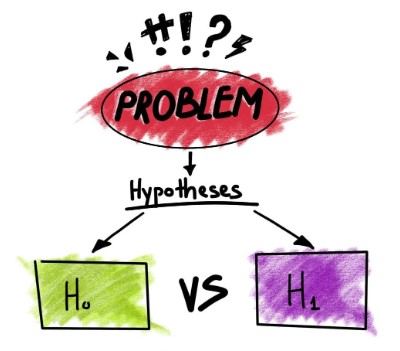 #!?
PROBLEM
Hypotheses
H₀ VS H₁